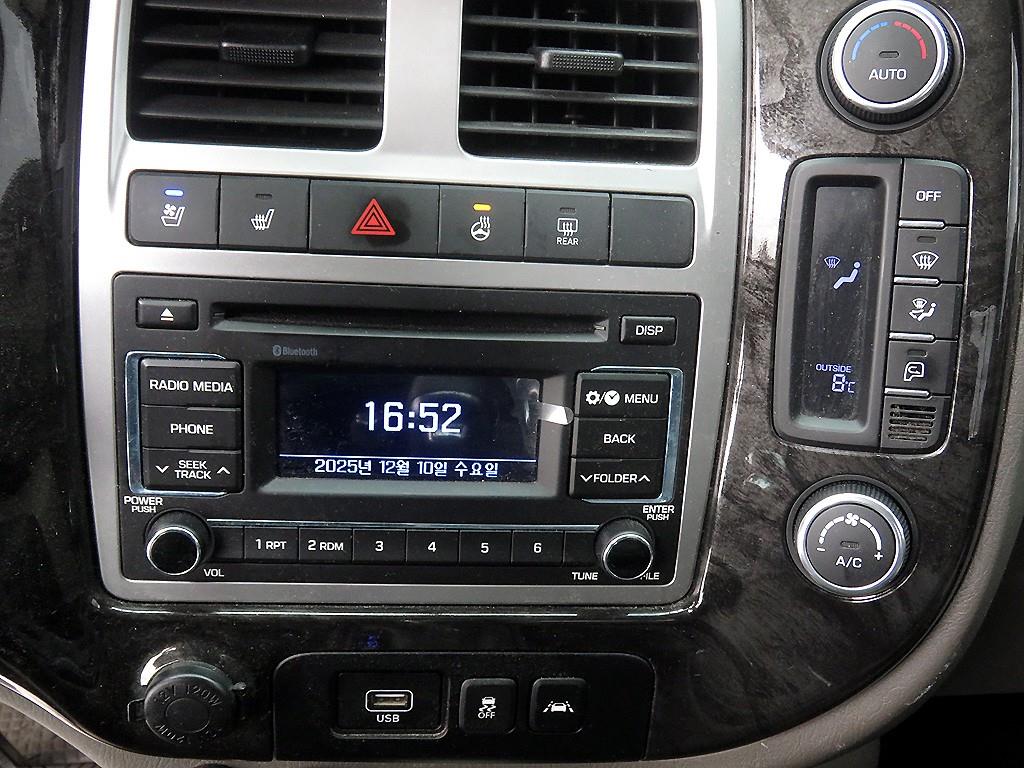 AUTO
OFF
REAR
DISP
Bluetooth
RADIO MEDIA
16:52
/ MENU
PHONE
BACK
SEEK
TRACK
2025년 12월 10일 수요일
FOLDER
OUTSIDE
8℃
POWER
PUSH
ENTER
PUSH
1 RPT
2 RDM
3
4
5
6
VOL
TUNE
- +
A/C
12V 120W
USB
OFF